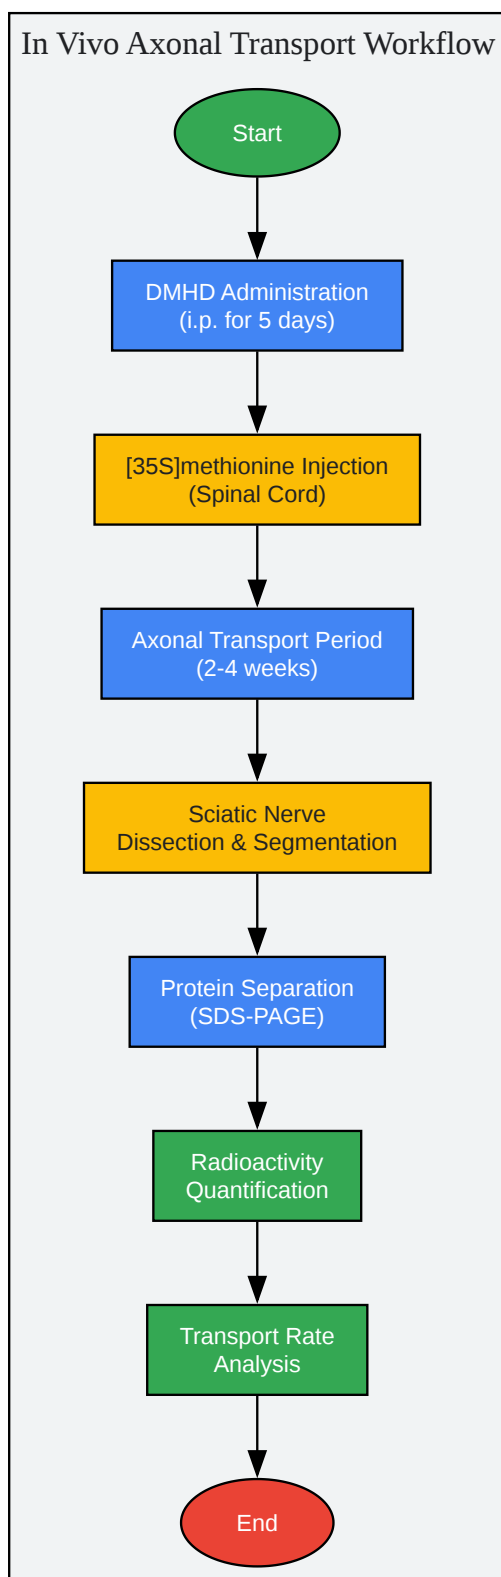 In Vivo Axonal Transport Workflow
Start
DMHD Administration
(i.p. for 5 days)
[35S]methionine Injection
(Spinal Cord)
Axonal Transport Period
(2-4 weeks)
Sciatic Nerve
Dissection & Segmentation
Protein Separation
(SDS-PAGE)
Radioactivity
Quantification
Transport Rate
Analysis
End